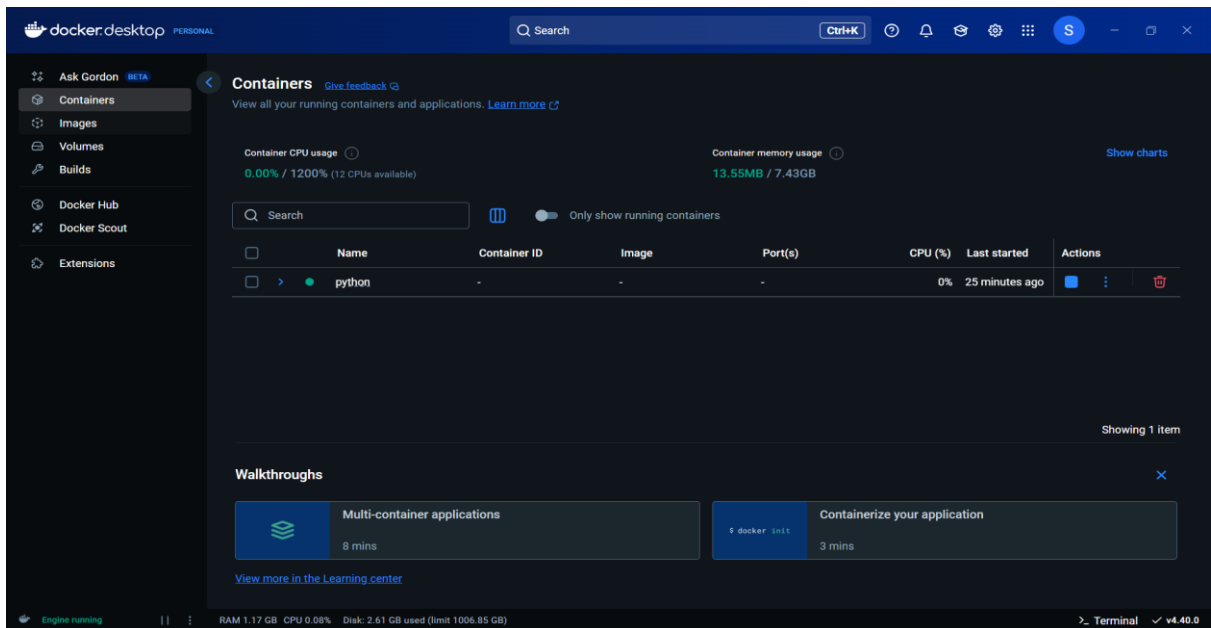 docker.desktop PERSONAL
Search
Ctrl+K
S
Ask Gordon BETA
Containers
Images
Volumes
Builds
Docker Hub
Docker Scout
Extensions
Containers Give feedback
View all your running containers and applications. Learn more
Container CPU usage
0.00% / 1200% (12 CPUs available)
Container memory usage
13.55MB / 7.43GB
Show charts
Search
Only show running containers
Name Container ID Image Port(s) CPU (%) Last started Actions
python - - - 0% 25 minutes ago
Showing 1 item
Walkthroughs
Multi-container applications
8 mins
$ docker init
Containerize your application
3 mins
View more in the Learning center
Engine running
RAM 1.17 GB CPU 0.08% Disk: 2.61 GB used (limit 1006.85 GB)
>_ Terminal
v4.40.0